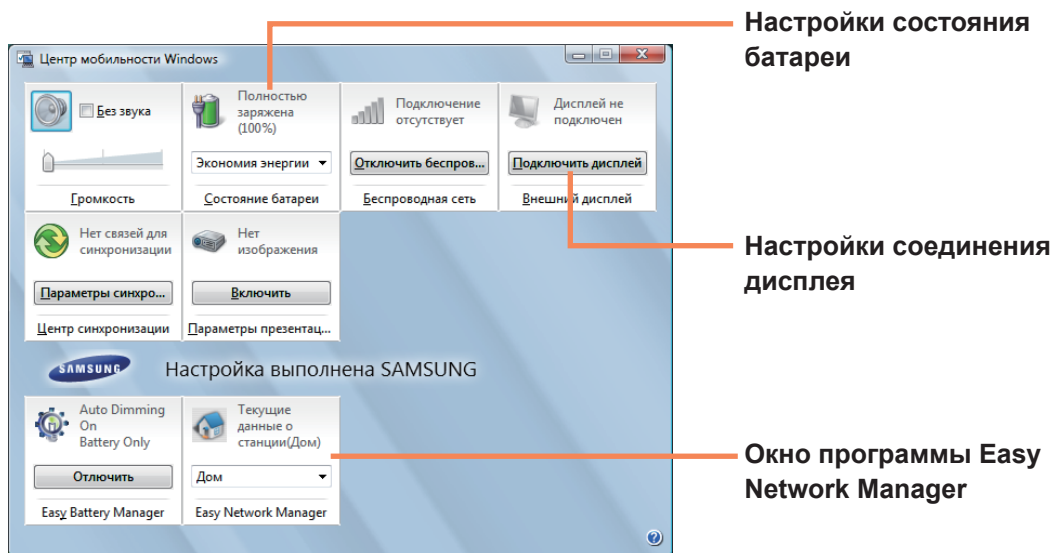 Настройки состояния
батареи
Центр мобильности Windows
Без звука
Громкость
Полностью
заряжена
(100%)
Экономия энергии
Состояние батареи
Подключение
отсутствует
Отключить беспров...
Беспроводная сеть
Дисплей не
подключен
Подключить дисплей
Внешний дисплей
Настройки соединения
дисплея
Нет связей для
синхронизации
Параметры синхро...
Центр синхронизации
Нет
изображения
Включить
Параметры презентац...
SAMSUNG
Настройка выполнена SAMSUNG
Auto Dimming
On
Battery Only
Отлючить
Easy Battery Manager
Текущие
данные о
станции(Дом)
Дом
Easy Network Manager
Окно программы Easy
Network Manager